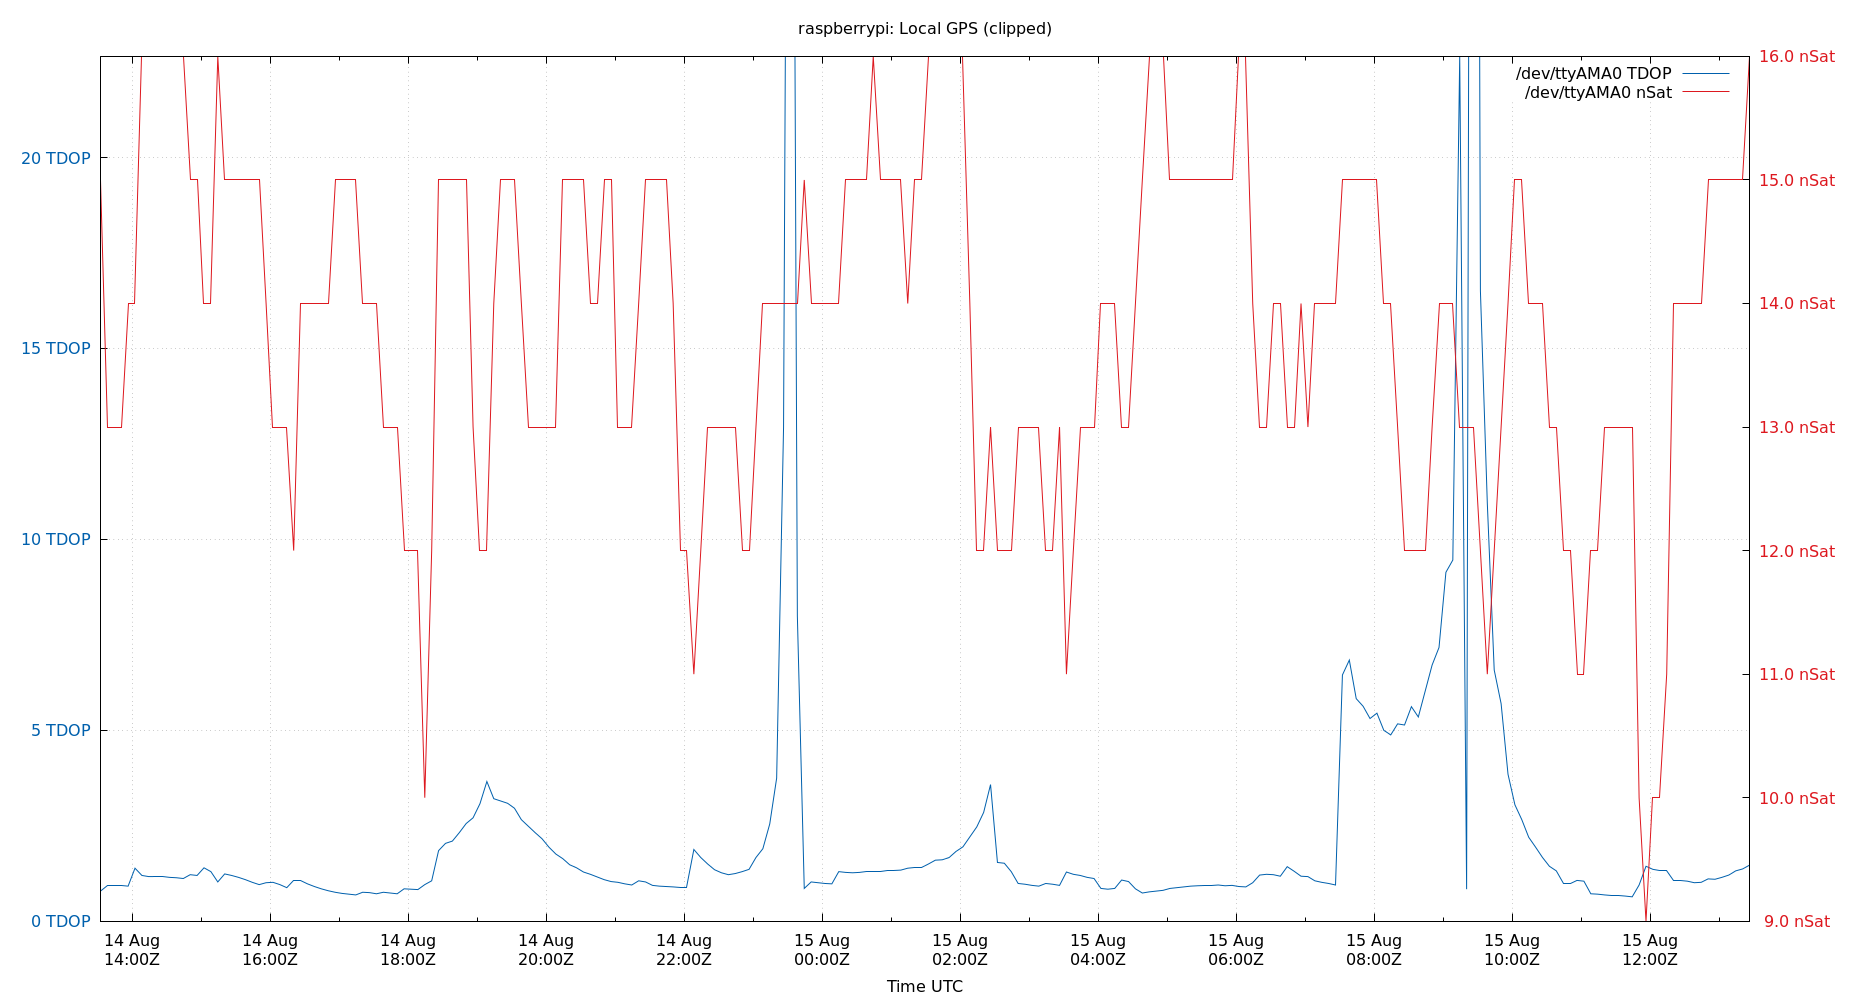 raspberrypi: Local GPS (clipped)
/dev/ttyAMA0 TDOP
/dev/ttyAMA0 nSat
20 TDOP
15 TDOP
10 TDOP
5 TDOP
0 TDOP
16.0 nSat
15.0 nSat
14.0 nSat
13.0 nSat
12.0 nSat
11.0 nSat
10.0 nSat
9.0 nSat
14 Aug
14:00Z
14 Aug
16:00Z
14 Aug
18:00Z
14 Aug
20:00Z
14 Aug
22:00Z
15 Aug
00:00Z
15 Aug
02:00Z
15 Aug
04:00Z
15 Aug
06:00Z
15 Aug
08:00Z
15 Aug
10:00Z
15 Aug
12:00Z
Time UTC